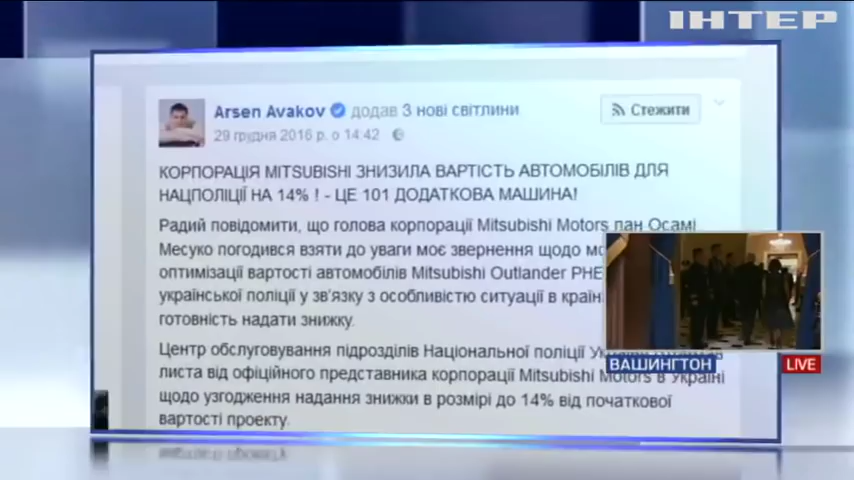 ІНТЕР
Arsen Avakov додав 3 нові світлини
Стежити
29 грудня 2016 р. о 14:42
КОРПОРАЦІЯ MITSUBISHI ЗНИЗИЛА ВАРТІСТЬ АВТОМОБІЛІВ ДЛЯ
НАЦПОЛІЦІЇ НА 14% ! - ЦЕ 101 ДОДАТКОВА МАШИНА!
Радий повідомити, що голова корпорації Mitsubishi Motors пан Осамі
Месуко погодився взяти до уваги моє звернення щодо
оптимізації вартості автомобілів Mitsubishi Outlander PHE
української поліції у зв'язку з особливістю ситуації в країні
готовність надати знижку.
Центр обслуговування підрозділів Національної поліції
листа від офіційного представника корпорації Mitsubishi Motors в Україні
щодо узгодження надання знижки в розмірі до 14% від початкової
вартості проекту.
ВАШИНГТОН
LIVE